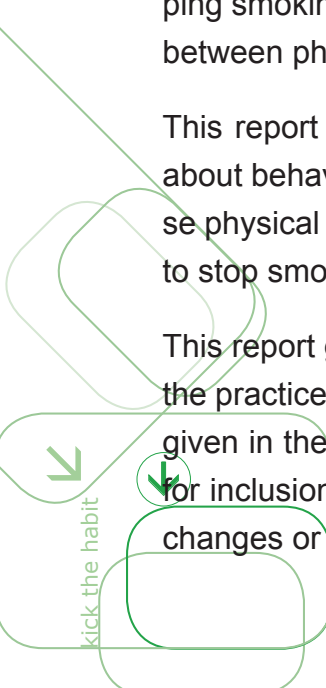 ping smokin
between ph
This report
about behav
se physical
to stop smo
This report g
the practice
given in the
for inclusion
changes or
kick the habit